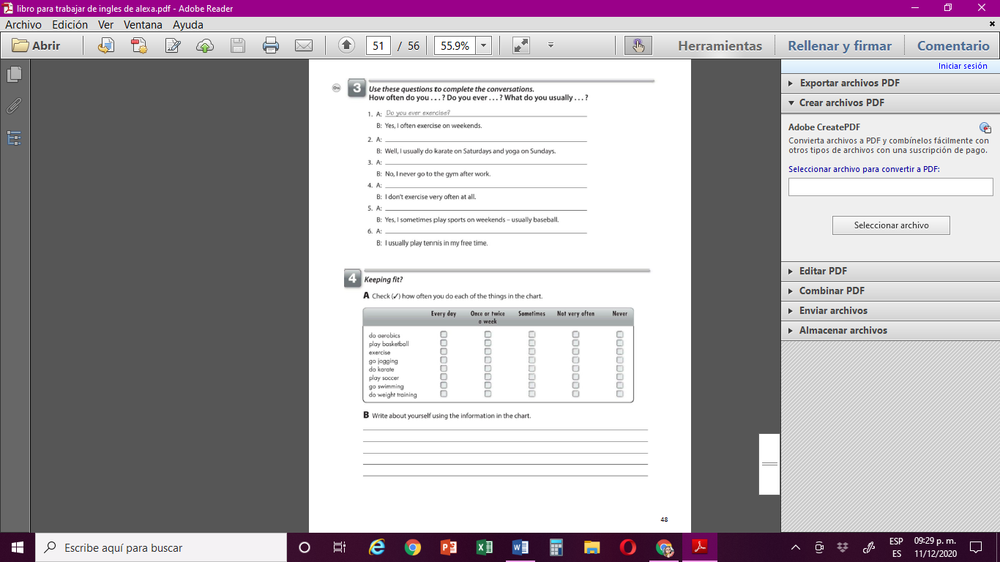 libro para trabajar de ingles de alexa.pdf - Adobe Reader
Archivo Edición Ver Ventana Ayuda
Abrir 51 / 56 55.9% Herramientas Rellenar y firmar Comentario
Iniciar sesión
Exportar archivos PDF
Crear archivos PDF
Adobe CreatePDF
Convierta archivos a PDF y combínelos fácilmente con
otros tipos de archivos con una suscripción de pago.
Seleccionar archivo para convertir a PDF:
Seleccionar archivo
Editar PDF
Combinar PDF
Enviar archivos
Almacenar archivos
3 Use these questions to complete the conversations.
How often do you . . . ? Do you ever . . . ? What do you usually . . . ?
1. A: Do you ever exercise?
B: Yes, I often exercise on weekends.
2. A:
B: Well, I usually do karate on Saturdays and yoga on Sundays.
3. A:
B: No, I never go to the gym after work.
4. A:
B: I don't exercise very often at all.
5. A:
B: Yes, I sometimes play sports on weekends – usually baseball.
6. A:
B: I usually play tennis in my free time.
4 Keeping fit?
A Check (✓) how often you do each of the things in the chart.
Every day Once or twice a week Sometimes Not very often Never
do aerobics
play basketball
exercise
go jogging
do karate
play soccer
go swimming
do weight training
B Write about yourself using the information in the chart.
48
Escribe aquí para buscar
ESP
ES
09:29 p. m.
11/12/2020